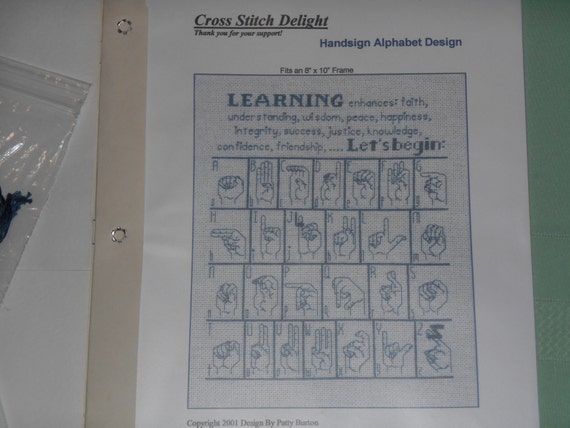 Cross Stitch Delight
Thank you for your support!
Handsign Alphabet Design
Fits an 8" x 10" Frame
LEARNING enhances: faith,
understanding, wisdom, peace, happiness,
integrity, success, justice, knowledge,
confidence, friendship, .... Let's begin:
A B C D E F G
H I J K L M
N O P Q R S
T U V W X Y Z
Copyright 2001 Design By Patty Burton